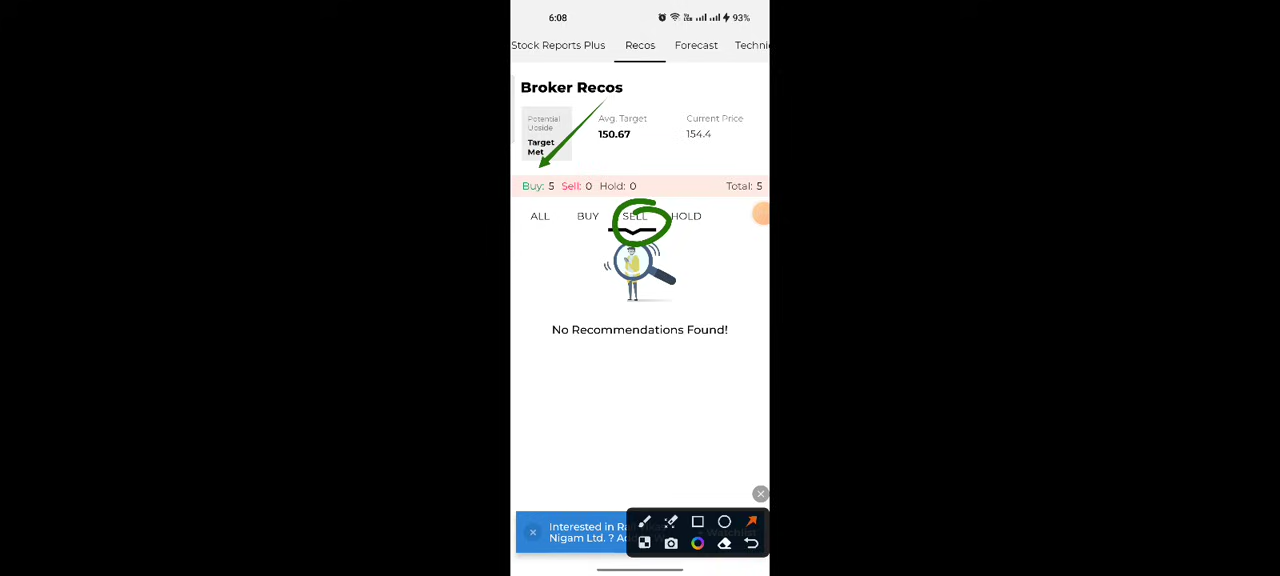 6:08
93%
Stock Reports Plus Recos Forecast Techni
Broker Recos
Potential Upside
Target Met
Avg. Target
150.67
Current Price
154.4
Buy: 5 Sell: 0 Hold: 0 Total: 5
ALL BUY SELL HOLD
No Recommendations Found!
Interested in Ra
Nigam Ltd. ? Ad
Watchlist